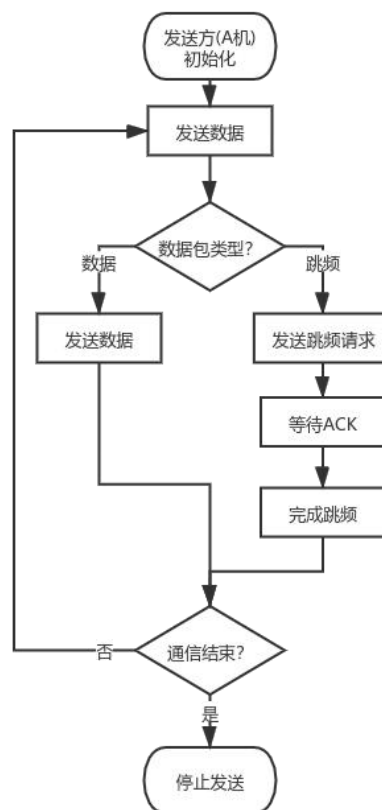 发送方(A机)
初始化
发送数据
数据包类型?
数据
跳频
发送数据
发送跳频请求
等待ACK
完成跳频
通信结束?
否
是
停止发送